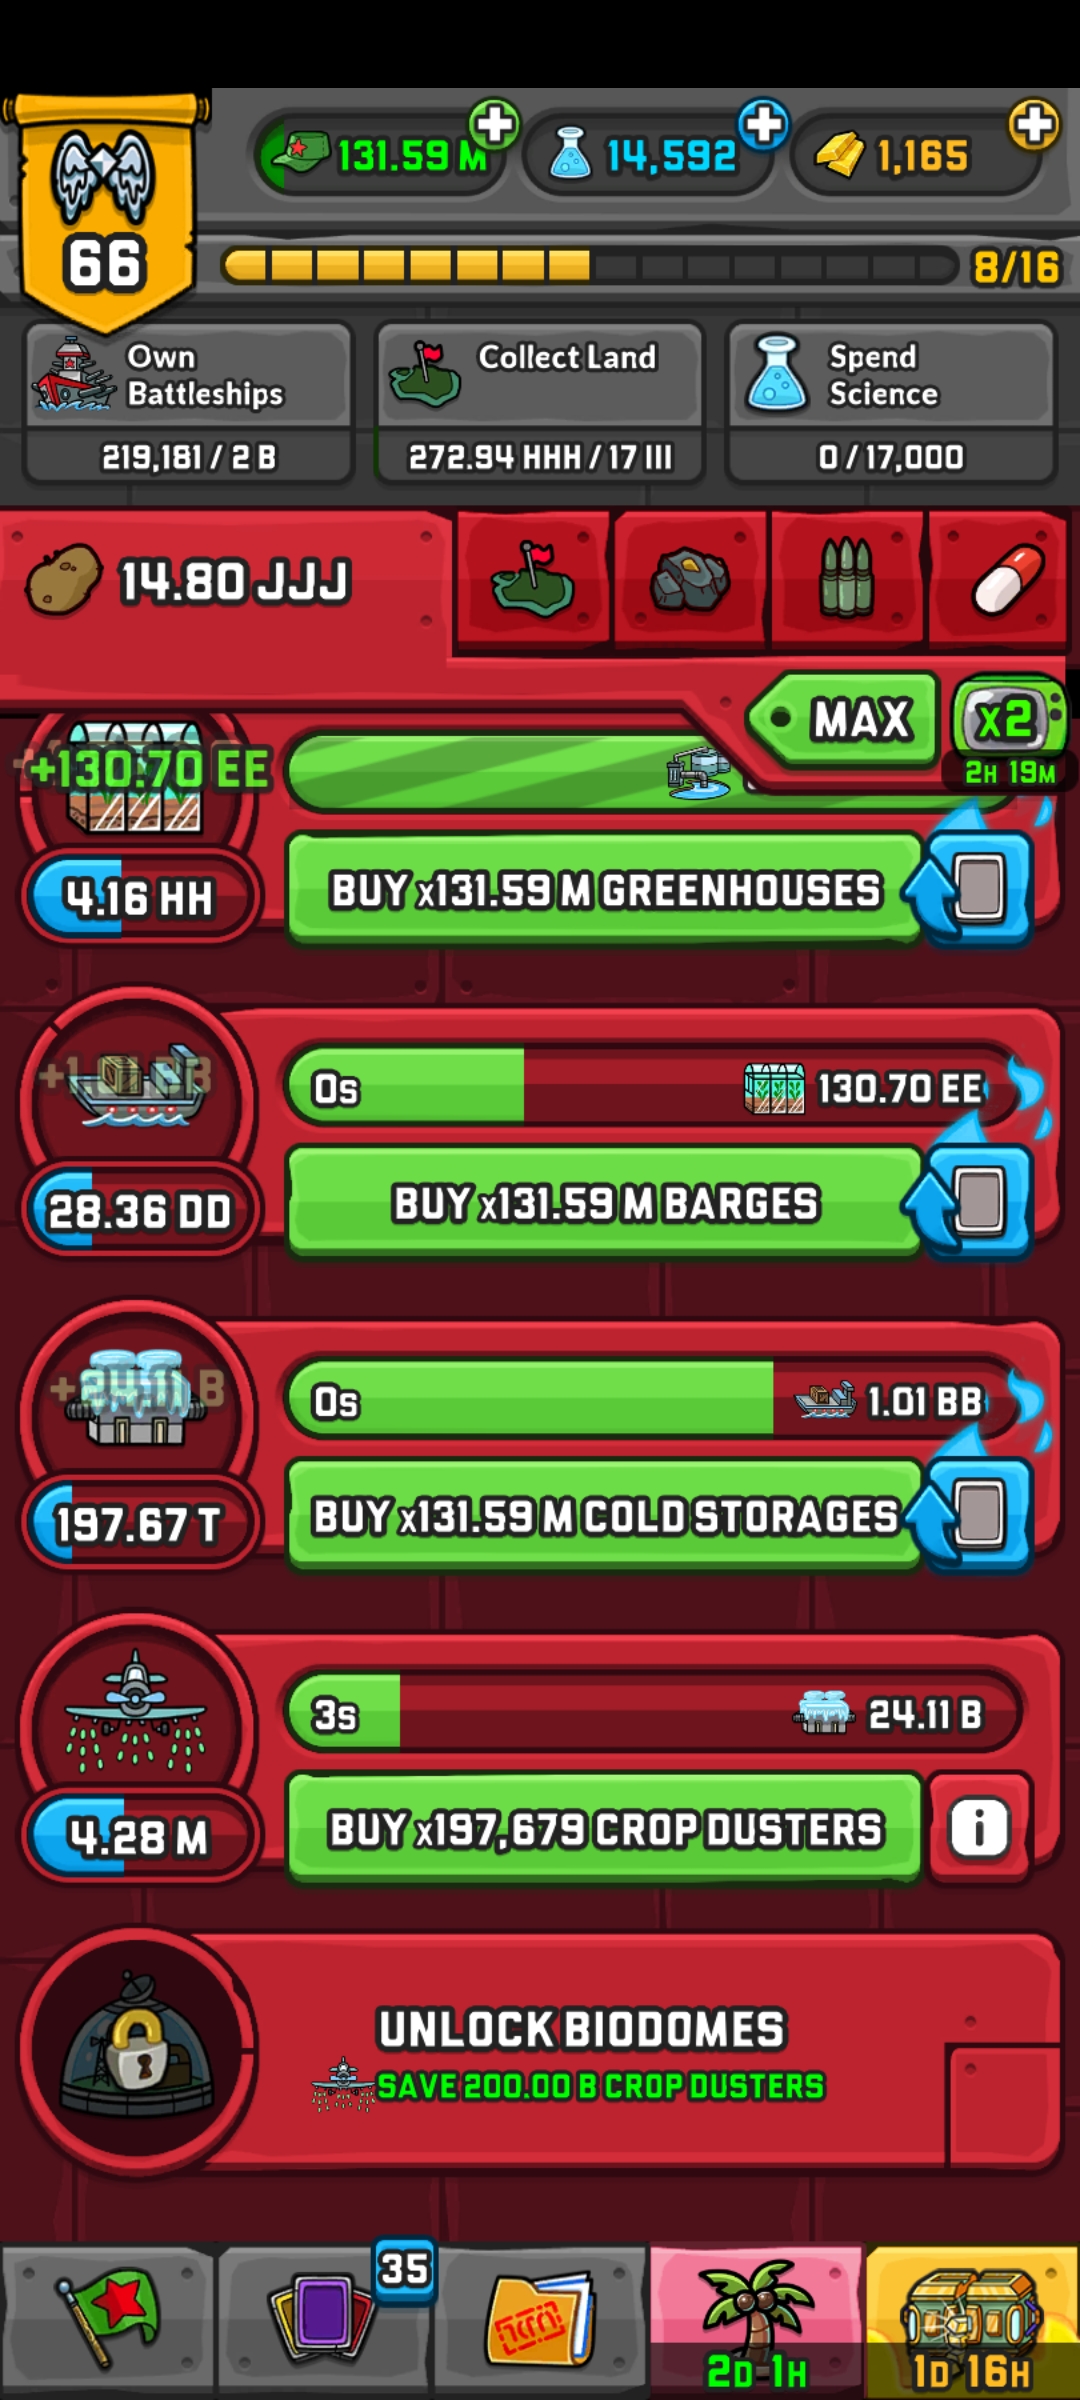 131.59 M
14,592
1,165
66
8/16
Own
Battleships
219,181 / 2 B
Collect Land
272.94 HHH / 17 III
Spend
Science
0 / 17,000
14.80 JJJ
MAX
x2
2H 19M
+130.70 EE
4.16 HH
BUY x131.59 M GREENHOUSES
0s
130.70 EE
28.36 DD
BUY x131.59 M BARGES
0s
1.01 BB
197.67 T
BUY x131.59 M COLD STORAGES
3s
24.11 B
4.28 M
BUY x197,679 CROP DUSTERS
i
UNLOCK BIODOMES
SAVE 200.00 B CROP DUSTERS
35
2D 1H
1D 16H